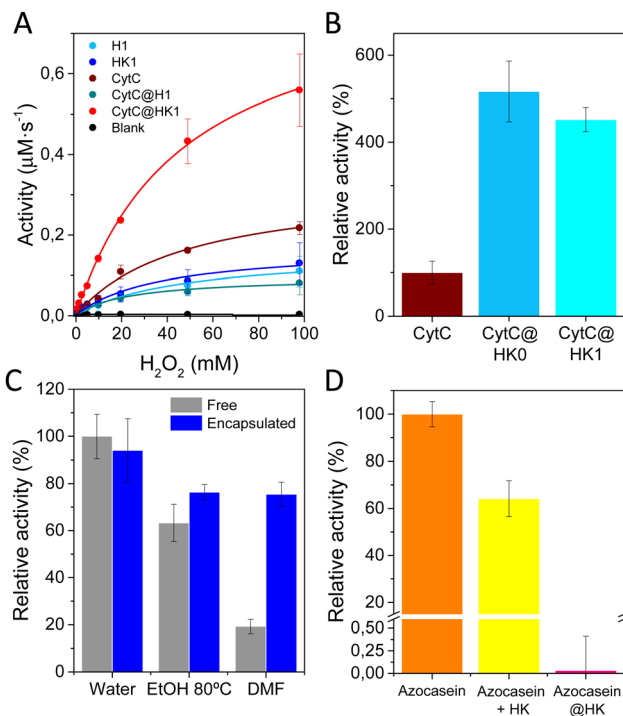 A
H1
HK1
CytC
CytC@H1
CytC@HK1
Blank
Activity (µM·s⁻¹)
0,6
0,4
0,2
0,0
0 20 40 60 80 100
H₂O₂ (mM)
B
Relative activity (%)
600
400
200
0
CytC CytC@ CytC@
HK0 HK1
C
Free
Encapsulated
Relative activity (%)
120
100
80
60
40
20
0
Water EtOH 80ºC DMF
D
Relative activity (%)
100
80
60
40
20
0,50
0,25
0,00
Azocasein Azocasein Azocasein
+ HK @HK